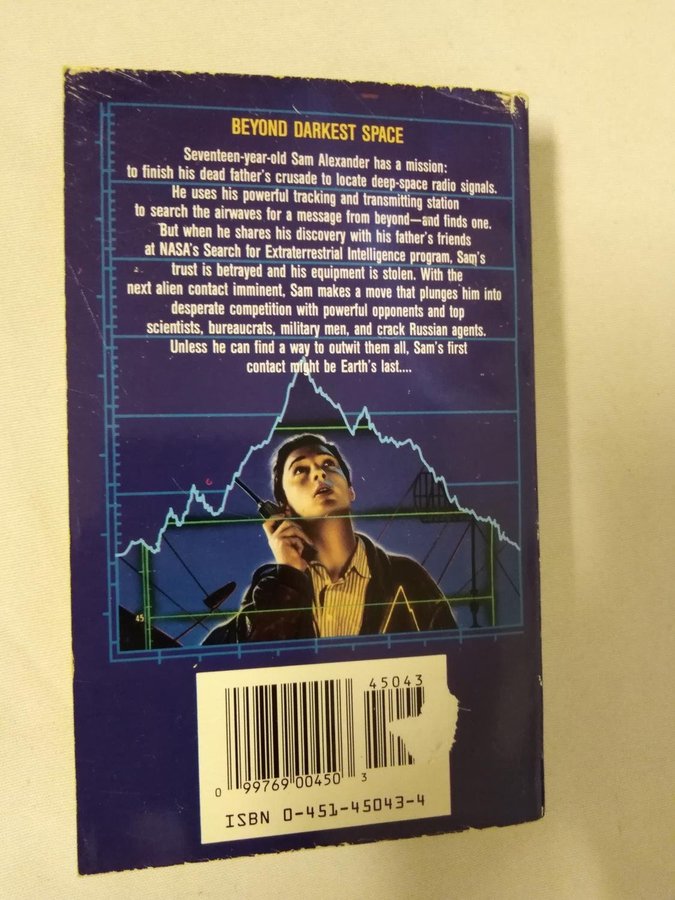 BEYOND DARKEST SPACE
Seventeen-year-old Sam Alexander has a mission:
to finish his dead father's crusade to locate deep-space radio signals.
He uses his powerful tracking and transmitting station
to search the airwaves for a message from beyond—and finds one.
But when he shares his discovery with his father's friends
at NASA's Search for Extraterrestrial Intelligence program, Sam's
trust is betrayed and his equipment is stolen. With the
next alien contact imminent, Sam makes a move that plunges him into
desperate competition with powerful opponents and top
scientists, bureaucrats, military men, and crack Russian agents.
Unless he can find a way to outwit them all, Sam's first
contact might be Earth's last....
45
45043
0 99769 00450 3
ISBN 0-451-45043-4